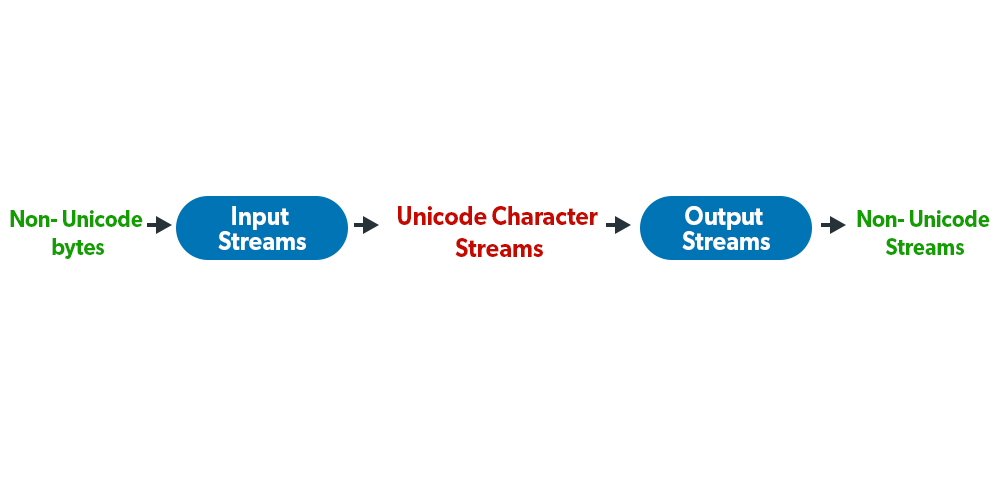 Non- Unicode
bytes
Input
Streams
Unicode Character
Streams
Output
Streams
Non- Unicode
Streams